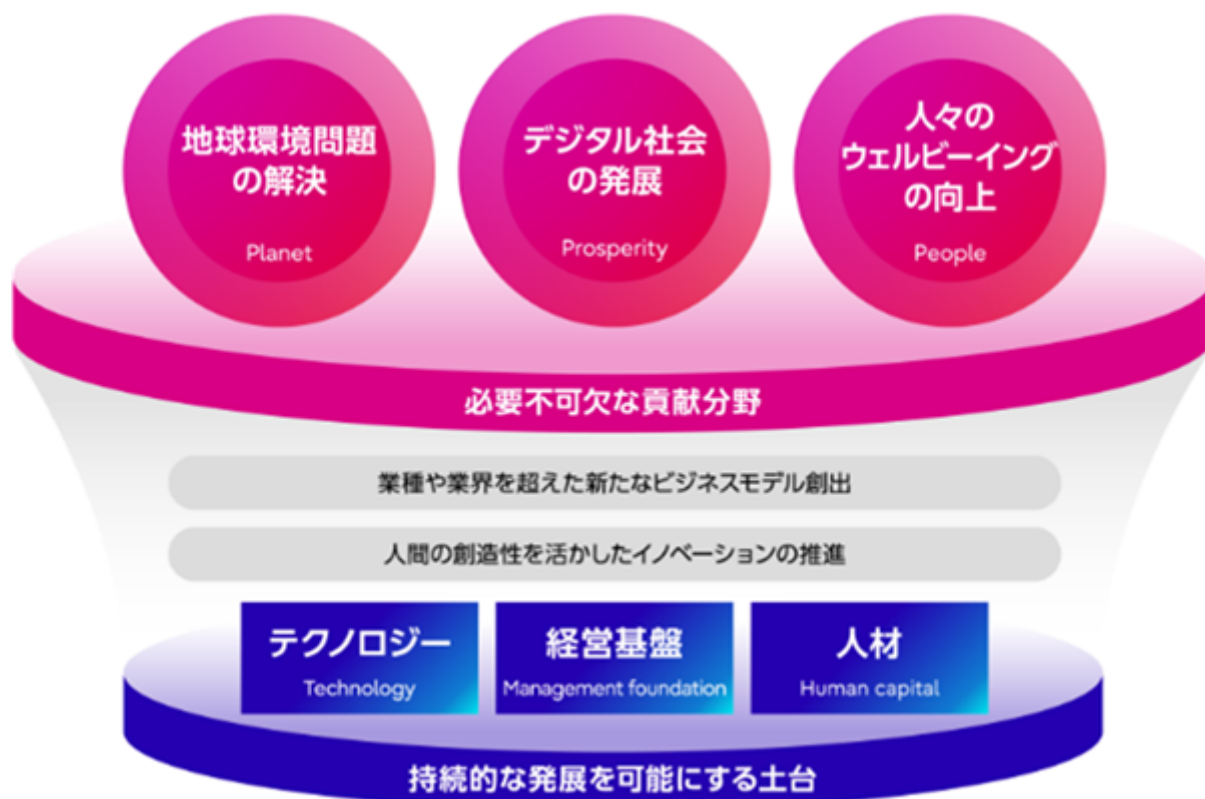 地球環境問題
の解決
Planet
デジタル社会
の発展
Prosperity
人々の
ウェルビーイング
の向上
People
必要不可欠な貢献分野
業種や業界を超えた新たなビジネスモデル創出
人間の創造性を活かしたイノベーションの推進
テクノロジー
Technology
経営基盤
Management foundation
人材
Human capital
持続的な発展を可能にする土台